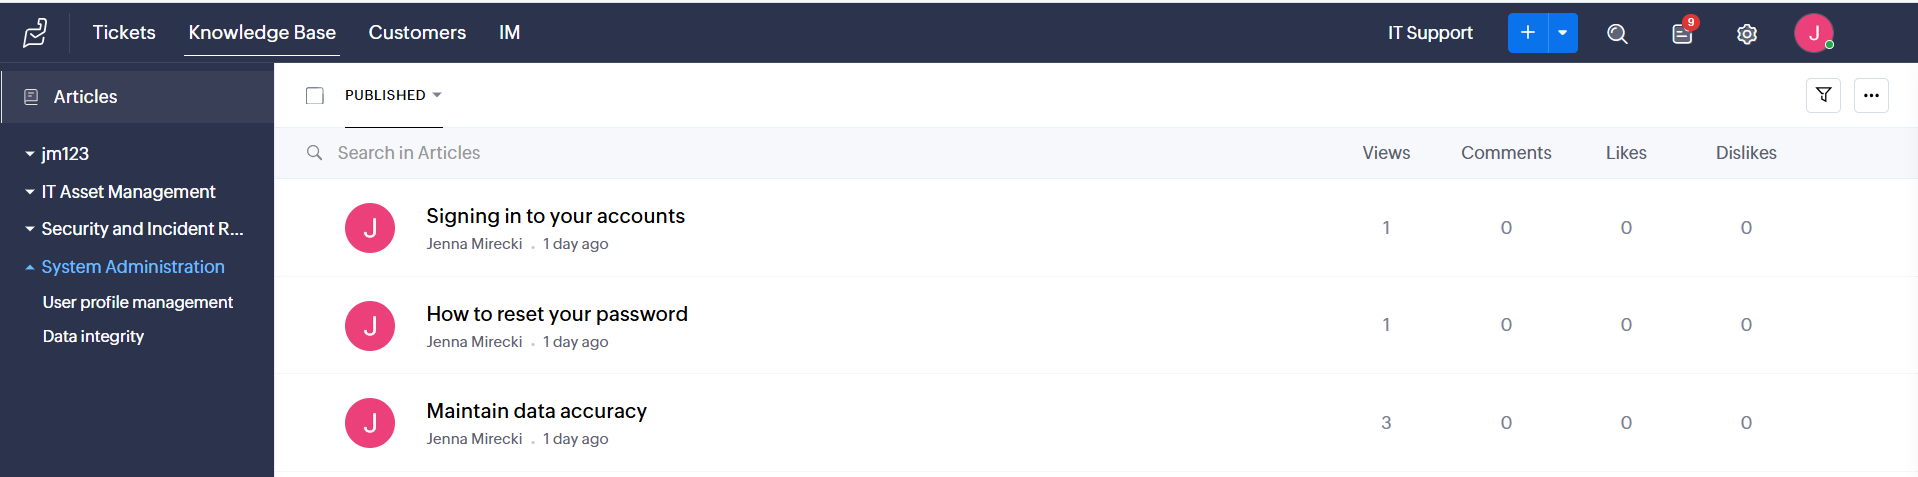 Tickets Knowledge Base Customers IM IT Support + 9 J
Articles
PUBLISHED
Search in Articles Views Comments Likes Dislikes
jm123
IT Asset Management
Security and Incident R...
System Administration
User profile management
Data integrity
J Signing in to your accounts 1 0 0 0
Jenna Mirecki . 1 day ago
J How to reset your password 1 0 0 0
Jenna Mirecki . 1 day ago
J Maintain data accuracy 3 0 0 0
Jenna Mirecki . 1 day ago